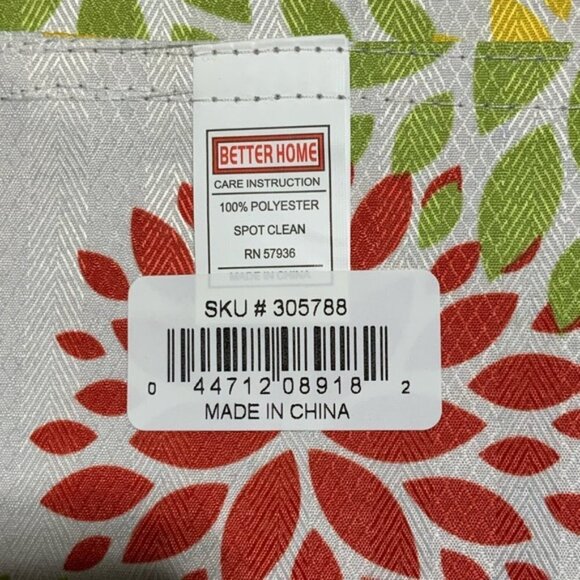 BETTER HOME
CARE INSTRUCTION
100% POLYESTER
SPOT CLEAN
RN 57936
MADE IN CHINA
SKU # 305788
0 44712 08918 2
MADE IN CHINA